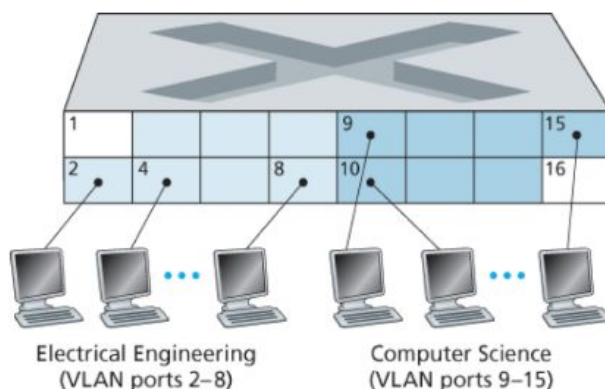 1 9 15
2 4 8 10 16
Electrical Engineering
(VLAN ports 2–8)
Computer Science
(VLAN ports 9–15)